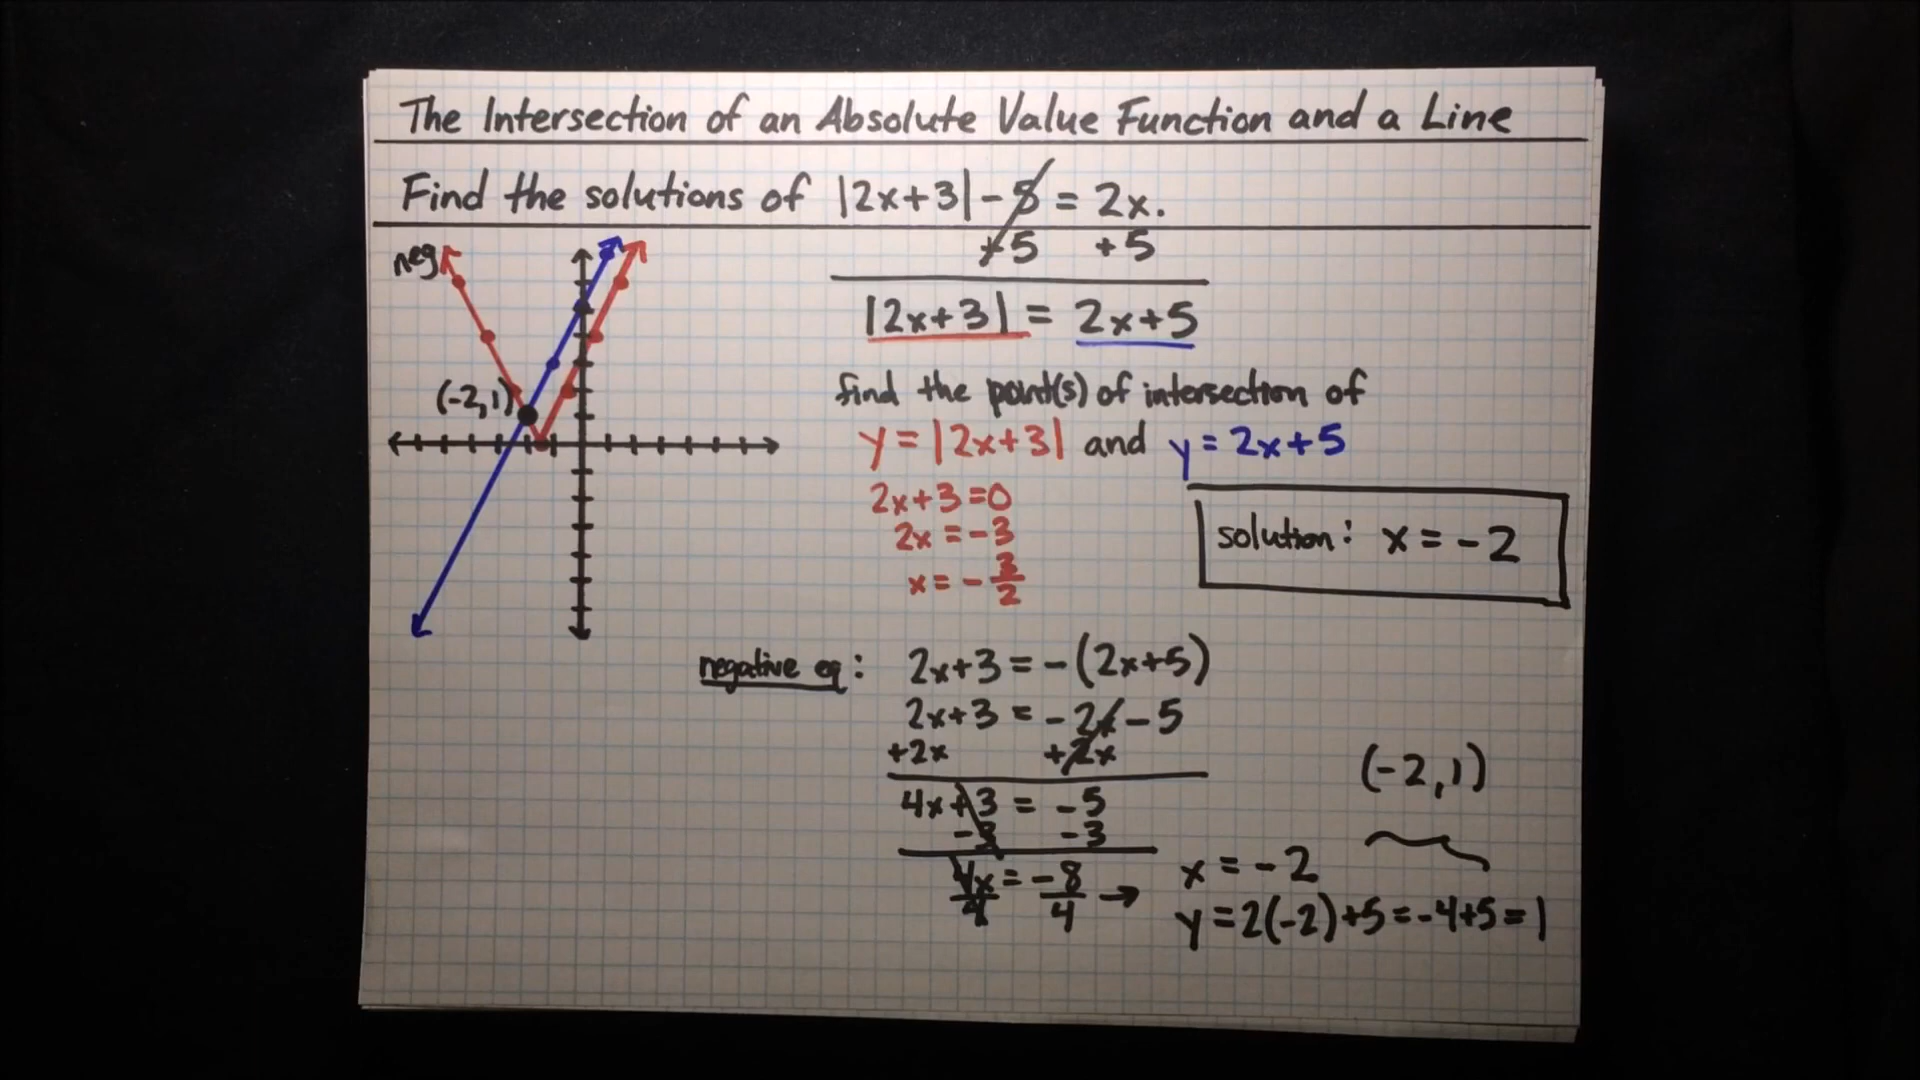 The Intersection of an Absolute Value Function and a Line
Find the solutions of |2x+3| - 5 = 2x.
+5 +5
|2x+3| = 2x+5
find the point(s) of intersection of
y = |2x+3| and y = 2x+5
2x+3=0
2x = -3
x = - 3/2
solution: x = -2
neg
(-2,1)
negative eq: 2x+3 = -(2x+5)
2x+3 = -2x-5
+2x +2x
4x+3 = -5
-3 -3
4x/4 = -8/4 → x = -2
y = 2(-2)+5 = -4+5 = 1
(-2,1)